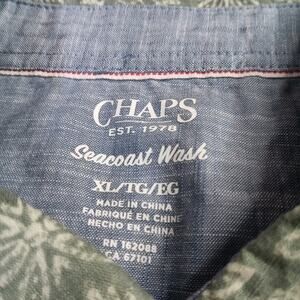 CHAPS
EST. 1978
Seacoast Wash
XL/TG/EG
MADE IN CHINA
FABRIQUÉ EN CHINE
HECHO EN CHINA
RN 162088
CA 67101